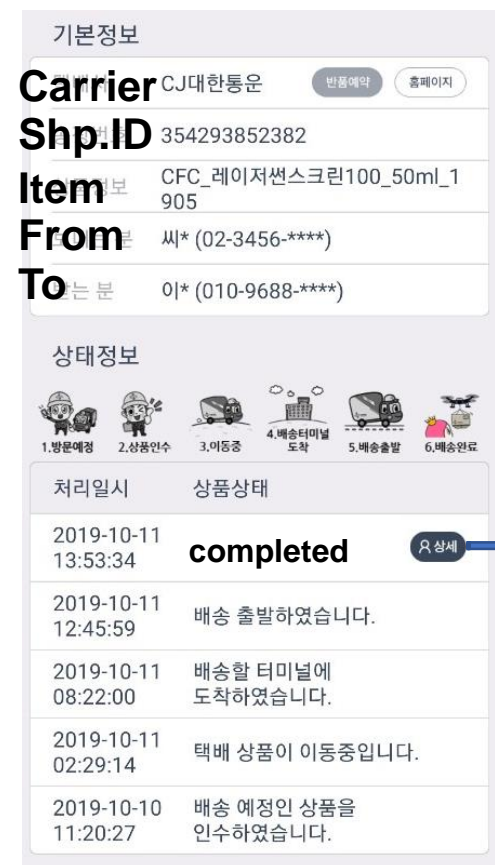 기본정보
Carrier CJ대한통운 반품예약 홈페이지
Shp.ID 354293852382
Item CFC_레이저썬스크린100_50ml_1
905
From 씨* (02-3456-****)
To 는 분 이* (010-9688-****)
상태정보
1.방문예정 2.상품인수 3.이동중 4.배송터미널
도착 5.배송출발 6.배송완료
처리일시 상품상태
2019-10-11
13:53:34 completed 상세
2019-10-11
12:45:59 배송 출발하였습니다.
2019-10-11 배송할 터미널에
08:22:00 도착하였습니다.
2019-10-11
02:29:14 택배 상품이 이동중입니다.
2019-10-10 배송 예정인 상품을
11:20:27 인수하였습니다.